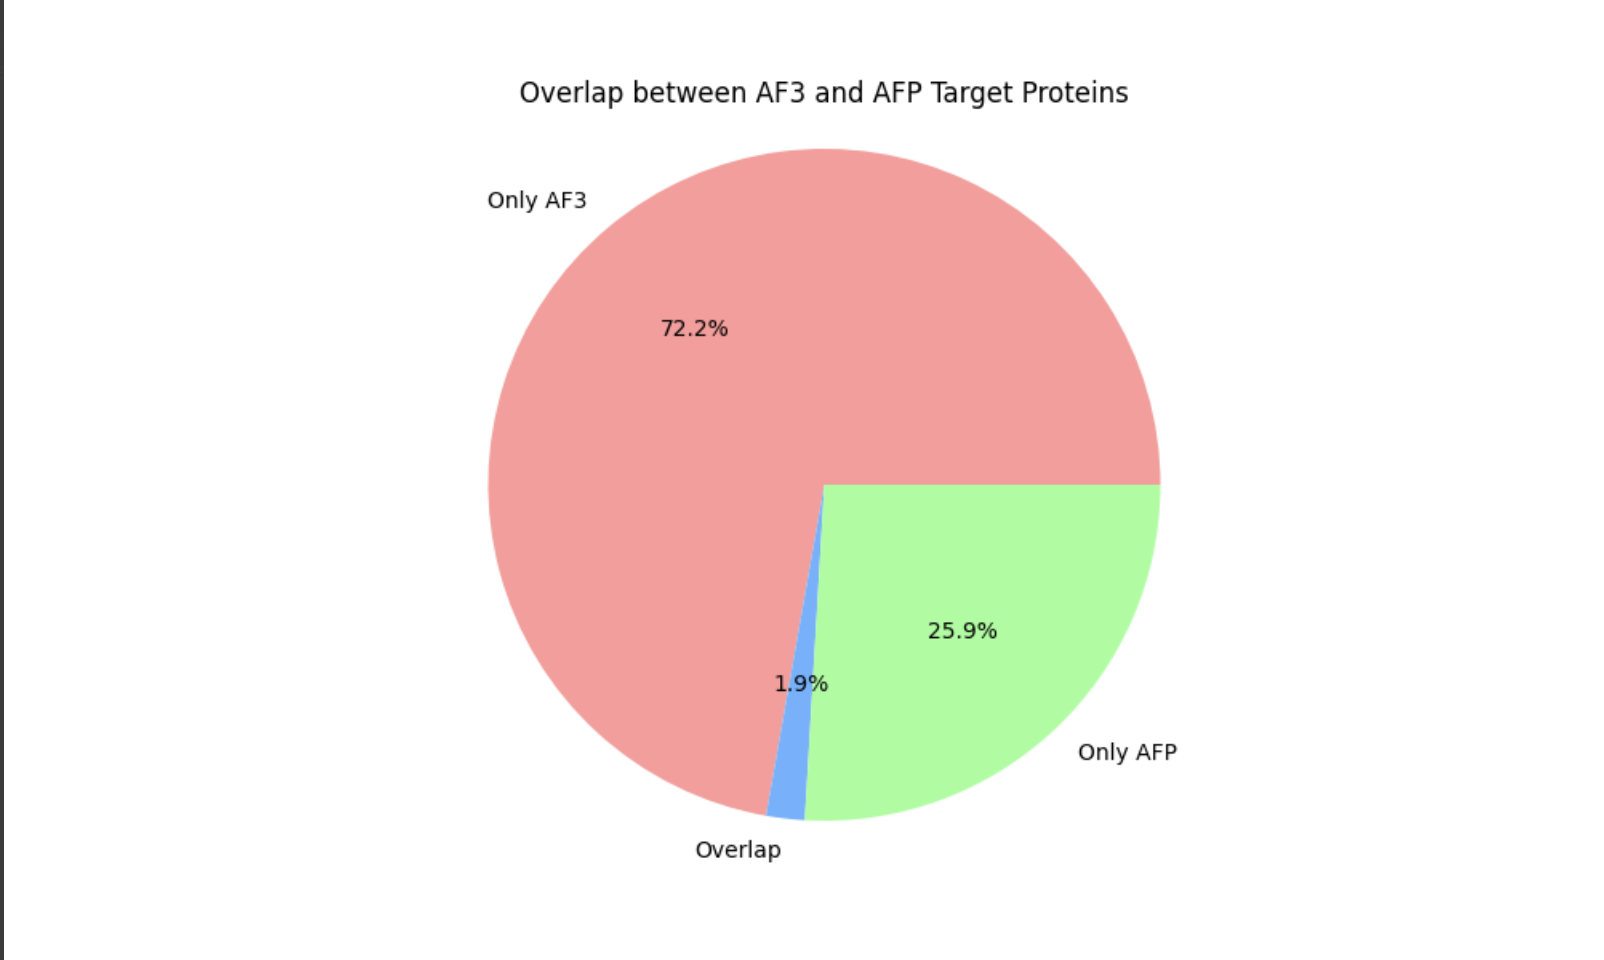 Overlap between AF3 and AFP Target Proteins
Only AF3
72.2%
25.9%
1.9%
Only AFP
Overlap